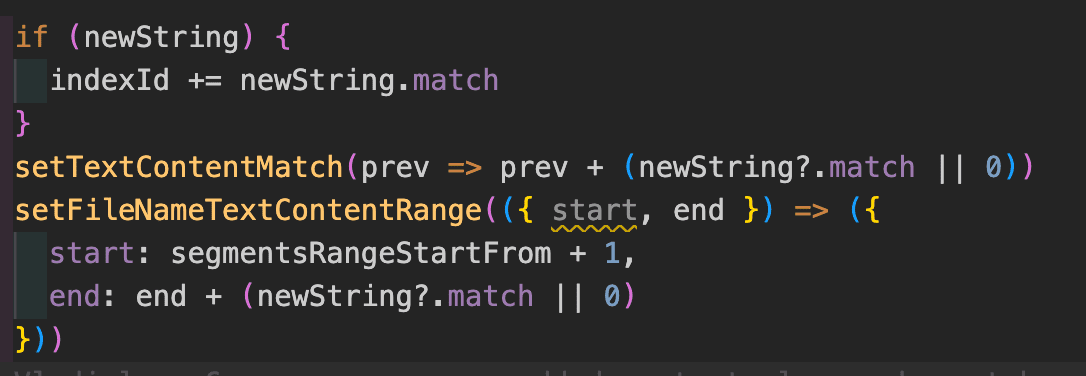 if (newString) {
indexId += newString.match
}
setTextContentMatch(prev => prev + (newString?.match || 0))
setFileNameTextContentRange(({ start, end }) => ({
start: segmentsRangeStartFrom + 1,
end: end + (newString?.match || 0)
}))